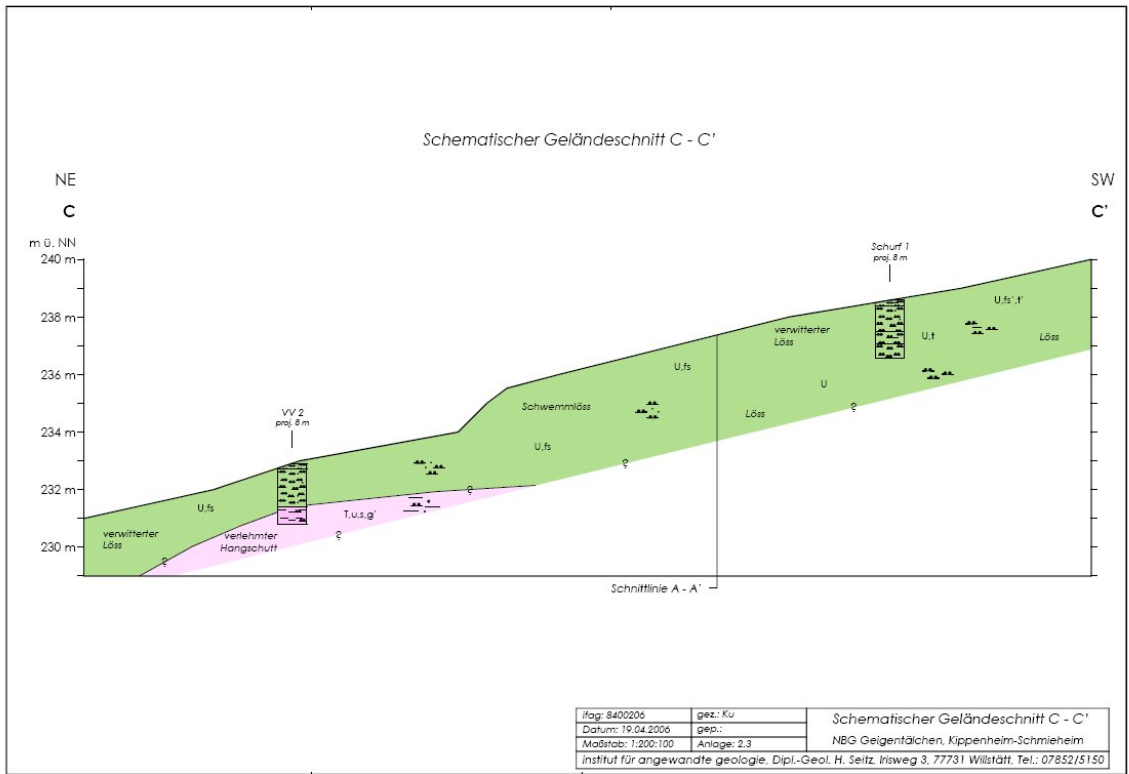 Schematischer Geländeschnitt C - C'
NE
SW
C
C'
m ü. NN
240 m
238 m
236 m
234 m
232 m
230 m
Schurf 1
proj. 8 m
U,fs',t'
verwitterter
Löss
U,t
Löss
U,fs
U
VV 2
proj. 8 m
Schwemmlöss
Löss
?
U,fs
?
?
U,fs
T,u,s,g'
verwitterter
Löss
verlehmter
Hangschutt
?
?
Schnittlinie A - A'
ifag: 8400206
gez.: Ku
Schematischer Geländeschnitt C - C'
Datum: 19.04.2006
gep.:
NBG Geigentälchen, Kippenheim-Schmieheim
Maßstab: 1:200:100
Anlage: 2.3
institut für angewandte geologie, Dipl.-Geol. H. Seitz, Irisweg 3, 77731 Willstätt, Tel.: 07852/5150